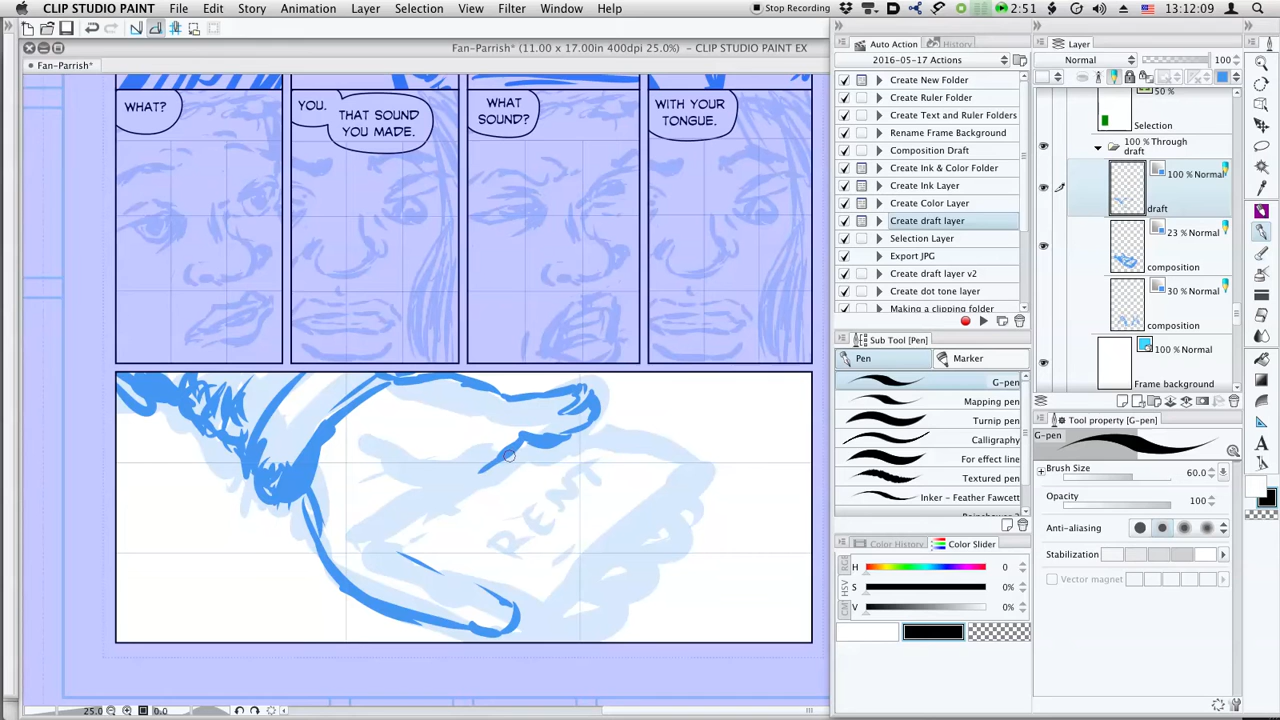 CLIP STUDIO PAINT File Edit Story Animation Layer Selection View Filter Window Help Stop Recording 2:51 13:12:09
Fan-Parrish* (11.00 x 17.00in 400dpi 25.0%) - CLIP STUDIO PAINT EX
Fan-Parrish*
WHAT?
YOU.
THAT SOUND
YOU MADE.
WHAT
SOUND?
WITH YOUR
TONGUE.
RENT
25.0
0.0
Auto Action History
2016-05-17 Actions
Create New Folder
Create Ruler Folder
Create Text and Ruler Folders
Rename Frame Background
Composition Draft
Create Ink & Color Folder
Create Ink Layer
Create Color Layer
Create draft layer
Selection Layer
Export JPG
Create draft layer v2
Create dot tone layer
Making a clipping folder
Sub Tool [Pen]
Pen Marker
G-pen
Mapping pen
Turnip pen
Calligraphy
For effect line
Textured pen
Inker - Feather Fawcett
Color History Color Slider
RGB
HSV
CM
H 0
S 0%
V 0%
Layer
Normal 100
50 %
Selection
100 % Through
draft
100 % Normal
draft
23 % Normal
composition
30 % Normal
composition
100 % Normal
Frame background
Tool property [G-pen]
G-pen
Brush Size 60.0
Opacity 100
Anti-aliasing
Stabilization
Vector magnet